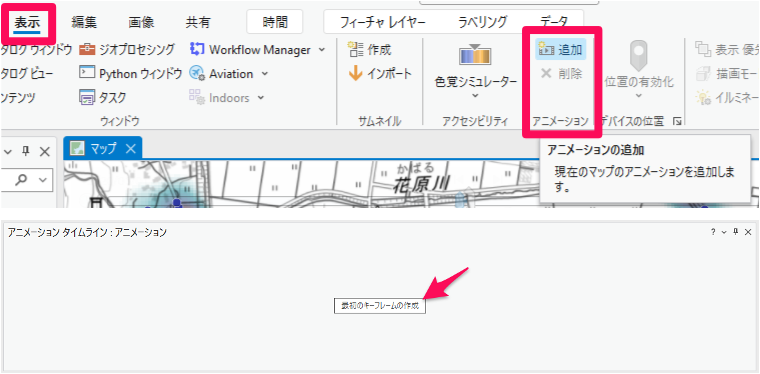 表示 編集 画像 共有 時間 フィーチャ レイヤー ラベリング データ
タログ ウィンドウ ジオプロセシング Workflow Manager 作成 追加 表示 優先
タログ ビュー Python ウィンドウ Aviation インポート 色覚シミュレーター 削除 位置の有効化 描画モー
ンテンツ タスク Indoors イルミネー
ウィンドウ サムネイル アクセシビリティ アニメーション デバイスの位置
マップ
アニメーションの追加
現在のマップのアニメーションを追加しま
す。
かばる
花原川
アニメーション タイムライン : アニメーション
最初のキーフレームの作成